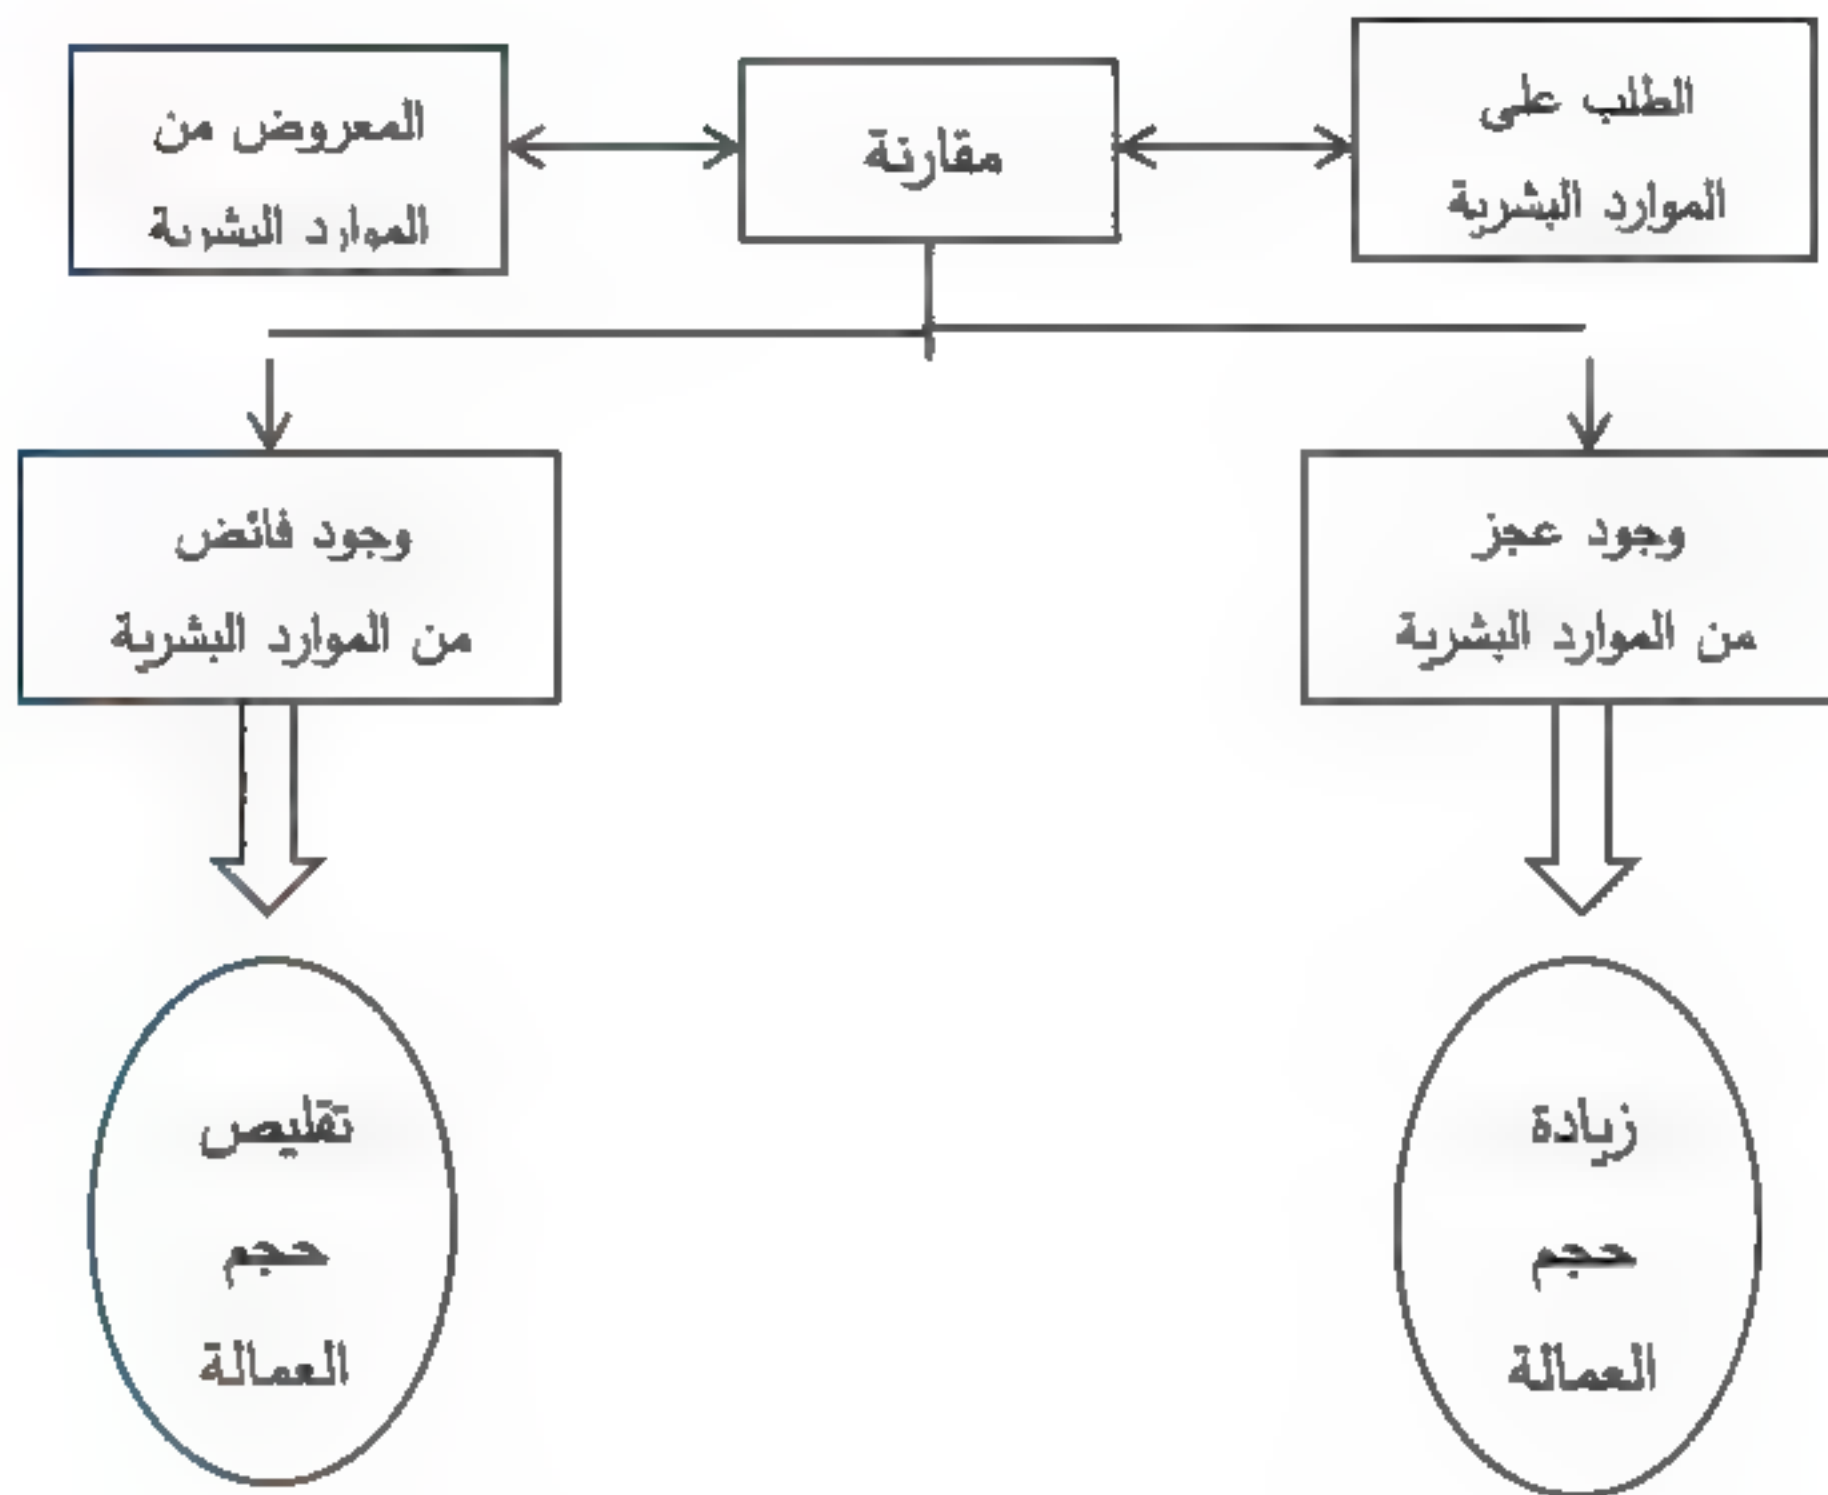 الطلب على
الموارد البشرية
مقارنة
المعروض من
الموارد البشرية
وجود عجز
من الموارد البشرية
وجود فائض
من الموارد البشرية
زيادة
حجم
العمالة
تقليص
حجم
العمالة